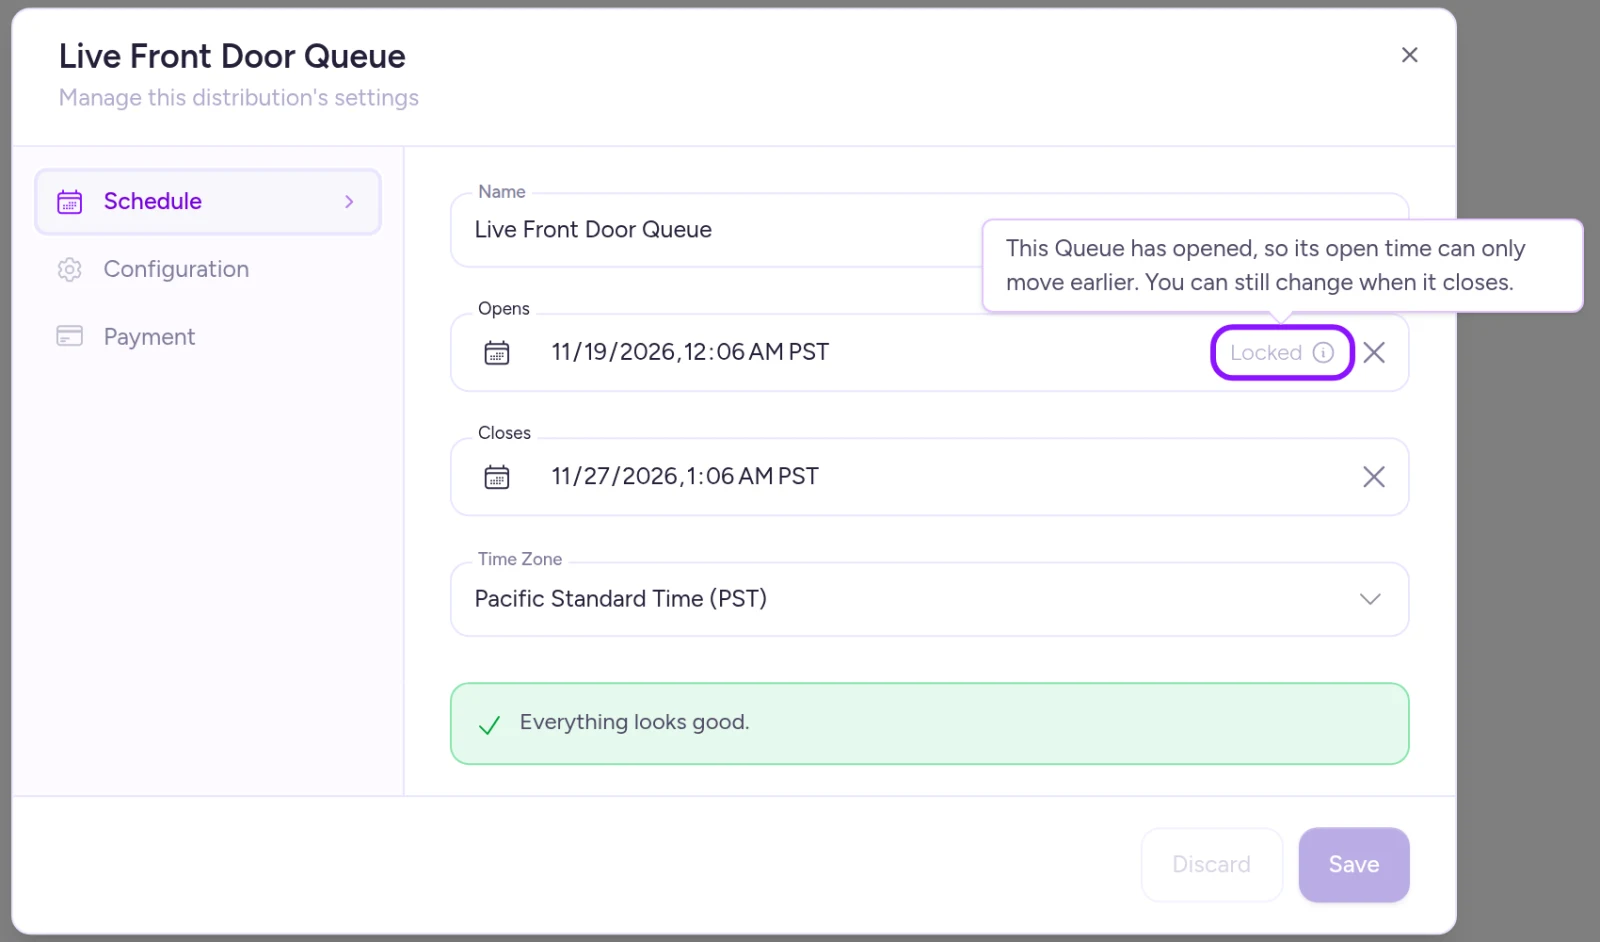 Live Front Door Queue
Manage this distribution's settings
Schedule
Configuration
Payment
Name
Live Front Door Queue
This Queue has opened, so its open time can only
move earlier. You can still change when it closes.
Opens
11/19/2026, 12:06 AM PST
Locked
Closes
11/27/2026, 1:06 AM PST
Time Zone
Pacific Standard Time (PST)
Everything looks good.
Discard
Save